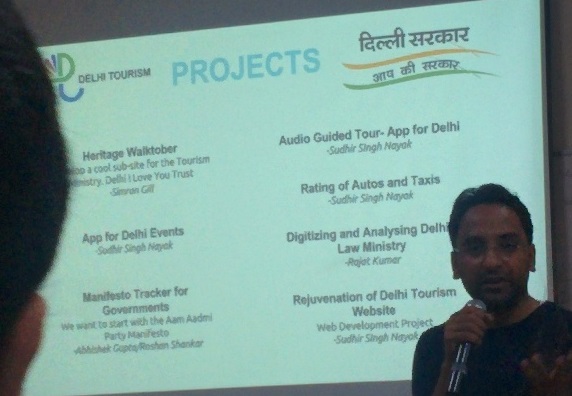 DELHI TOURISM
PROJECTS
दिल्ली सरकार
आप की सरकार
Heritage Walktober
a cool sub-site for the Tourism
Delhi I Love You Trust
-Simran Gill
App for Delhi Events
-Sudhir Singh Nayak
Manifesto Tracker for
Governments
We want to start with the Aam Aadmi
Party Manifesto
-Abhishek Gupta/Roshan Shankar
Audio Guided Tour- App for Delhi
-Sudhir Singh Nayak
Rating of Autos and Taxis
-Sudhir Singh Nayak
Digitizing and Analysing Delhi
Law Ministry
-Rajat Kumar
Rejuvenation of Delhi Tourism
Website
Web Development Project
-Sudhir Singh Nayak